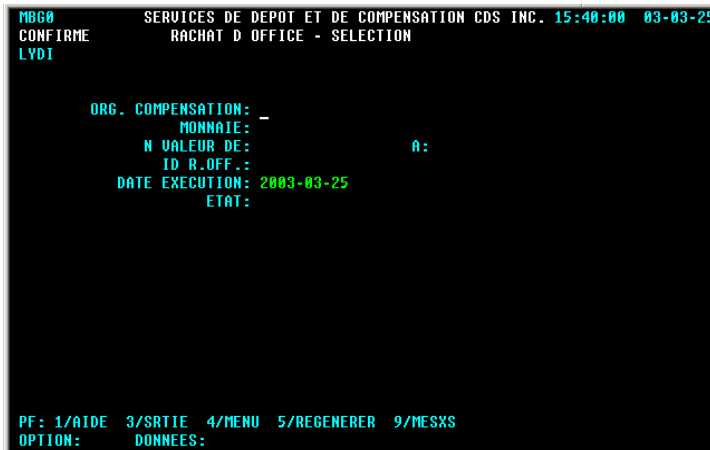 MBG0 SERVICES DE DEPOT ET DE COMPENSATION CDS INC. 15:40:00 03-03-25
CONFIRME RACHAT D OFFICE - SELECTION
LYDI
ORG. COMPENSATION: _
MONNAIE:
N VALEUR DE: A:
ID R.OFF.:
DATE EXECUTION: 2003-03-25
ETAT:
PF: 1/AIDE 3/SRTIE 4/MENU 5/REGENERER 9/MESXS
OPTION: DONNEES: